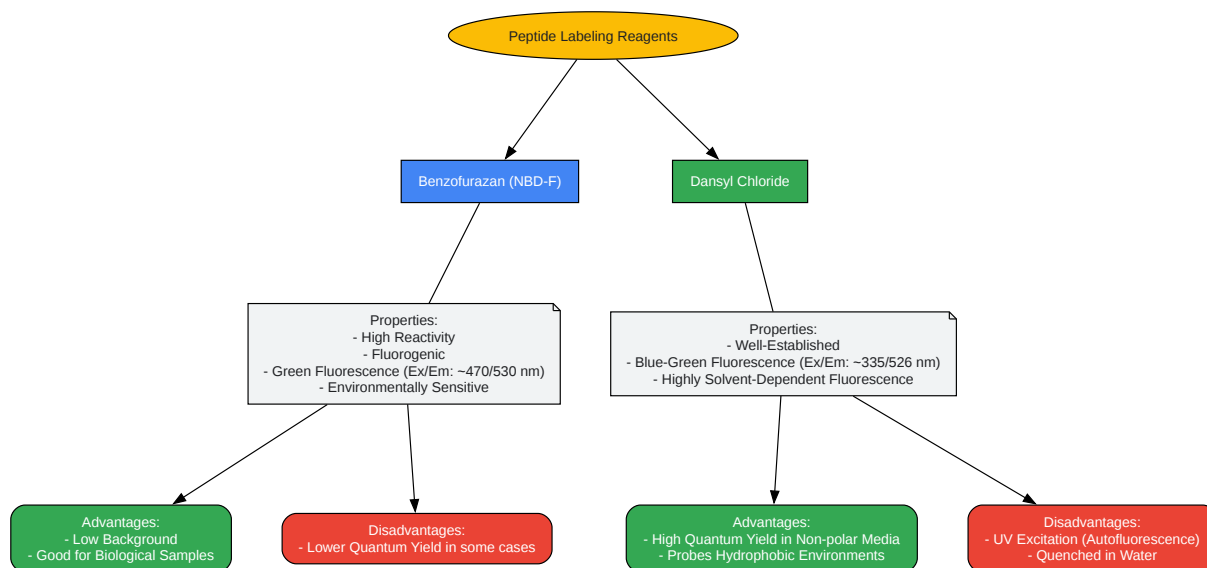 Peptide Labeling Reagents
Benzofurazan (NBD-F)
Dansyl Chloride
Properties:
- High Reactivity
- Fluorogenic
- Green Fluorescence (Ex/Em: ~470/530 nm)
- Environmentally Sensitive
Properties:
- Well-Established
- Blue-Green Fluorescence (Ex/Em: ~335/526 nm)
- Highly Solvent-Dependent Fluorescence
Advantages:
- Low Background
- Good for Biological Samples
Disadvantages:
- Lower Quantum Yield in some cases
Advantages:
- High Quantum Yield in Non-polar Media
- Probes Hydrophobic Environments
Disadvantages:
- UV Excitation (Autofluorescence)
- Quenched in Water